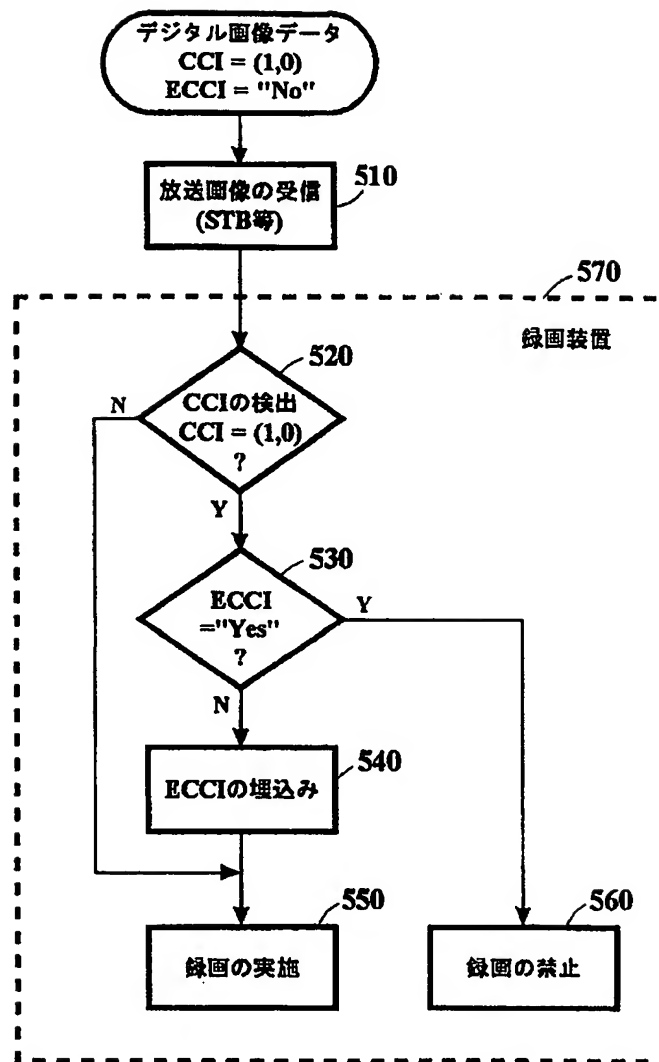 デジタル画像データ
CCI = (1,0)
ECCI = "No"
放送画像の受信
(STB等)
510
570
録画装置
520
CCIの検出
CCI = (1,0)
?
N
Y
530
ECCI
="Yes"
?
Y
N
540
ECCIの埋込み
550
録画の実施
560
録画の禁止